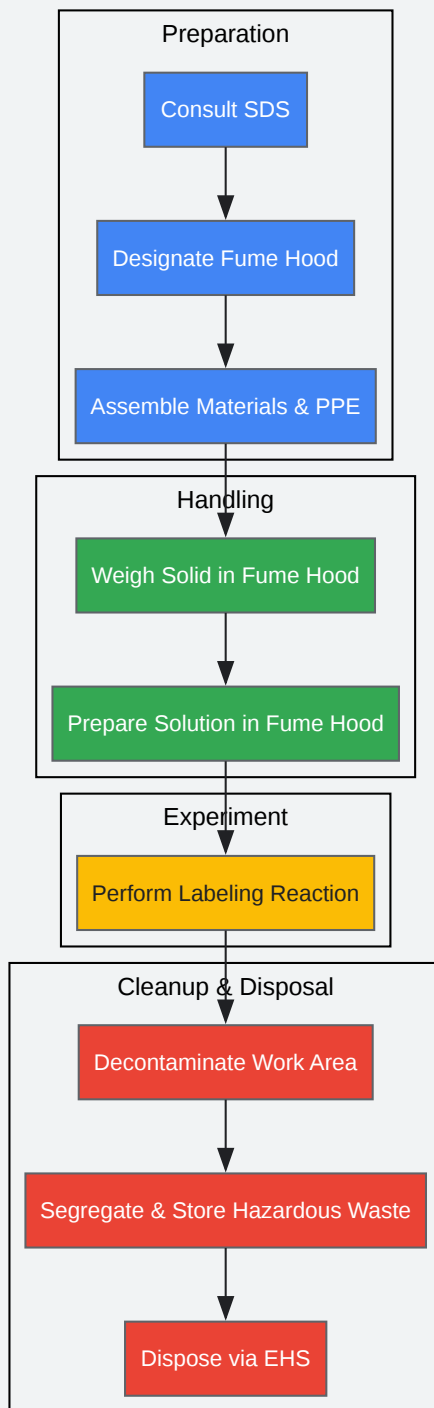 Preparation
Consult SDS
Designate Fume Hood
Assemble Materials & PPE
Handling
Weigh Solid in Fume Hood
Prepare Solution in Fume Hood
Experiment
Perform Labeling Reaction
Cleanup & Disposal
Decontaminate Work Area
Segregate & Store Hazardous Waste
Dispose via EHS